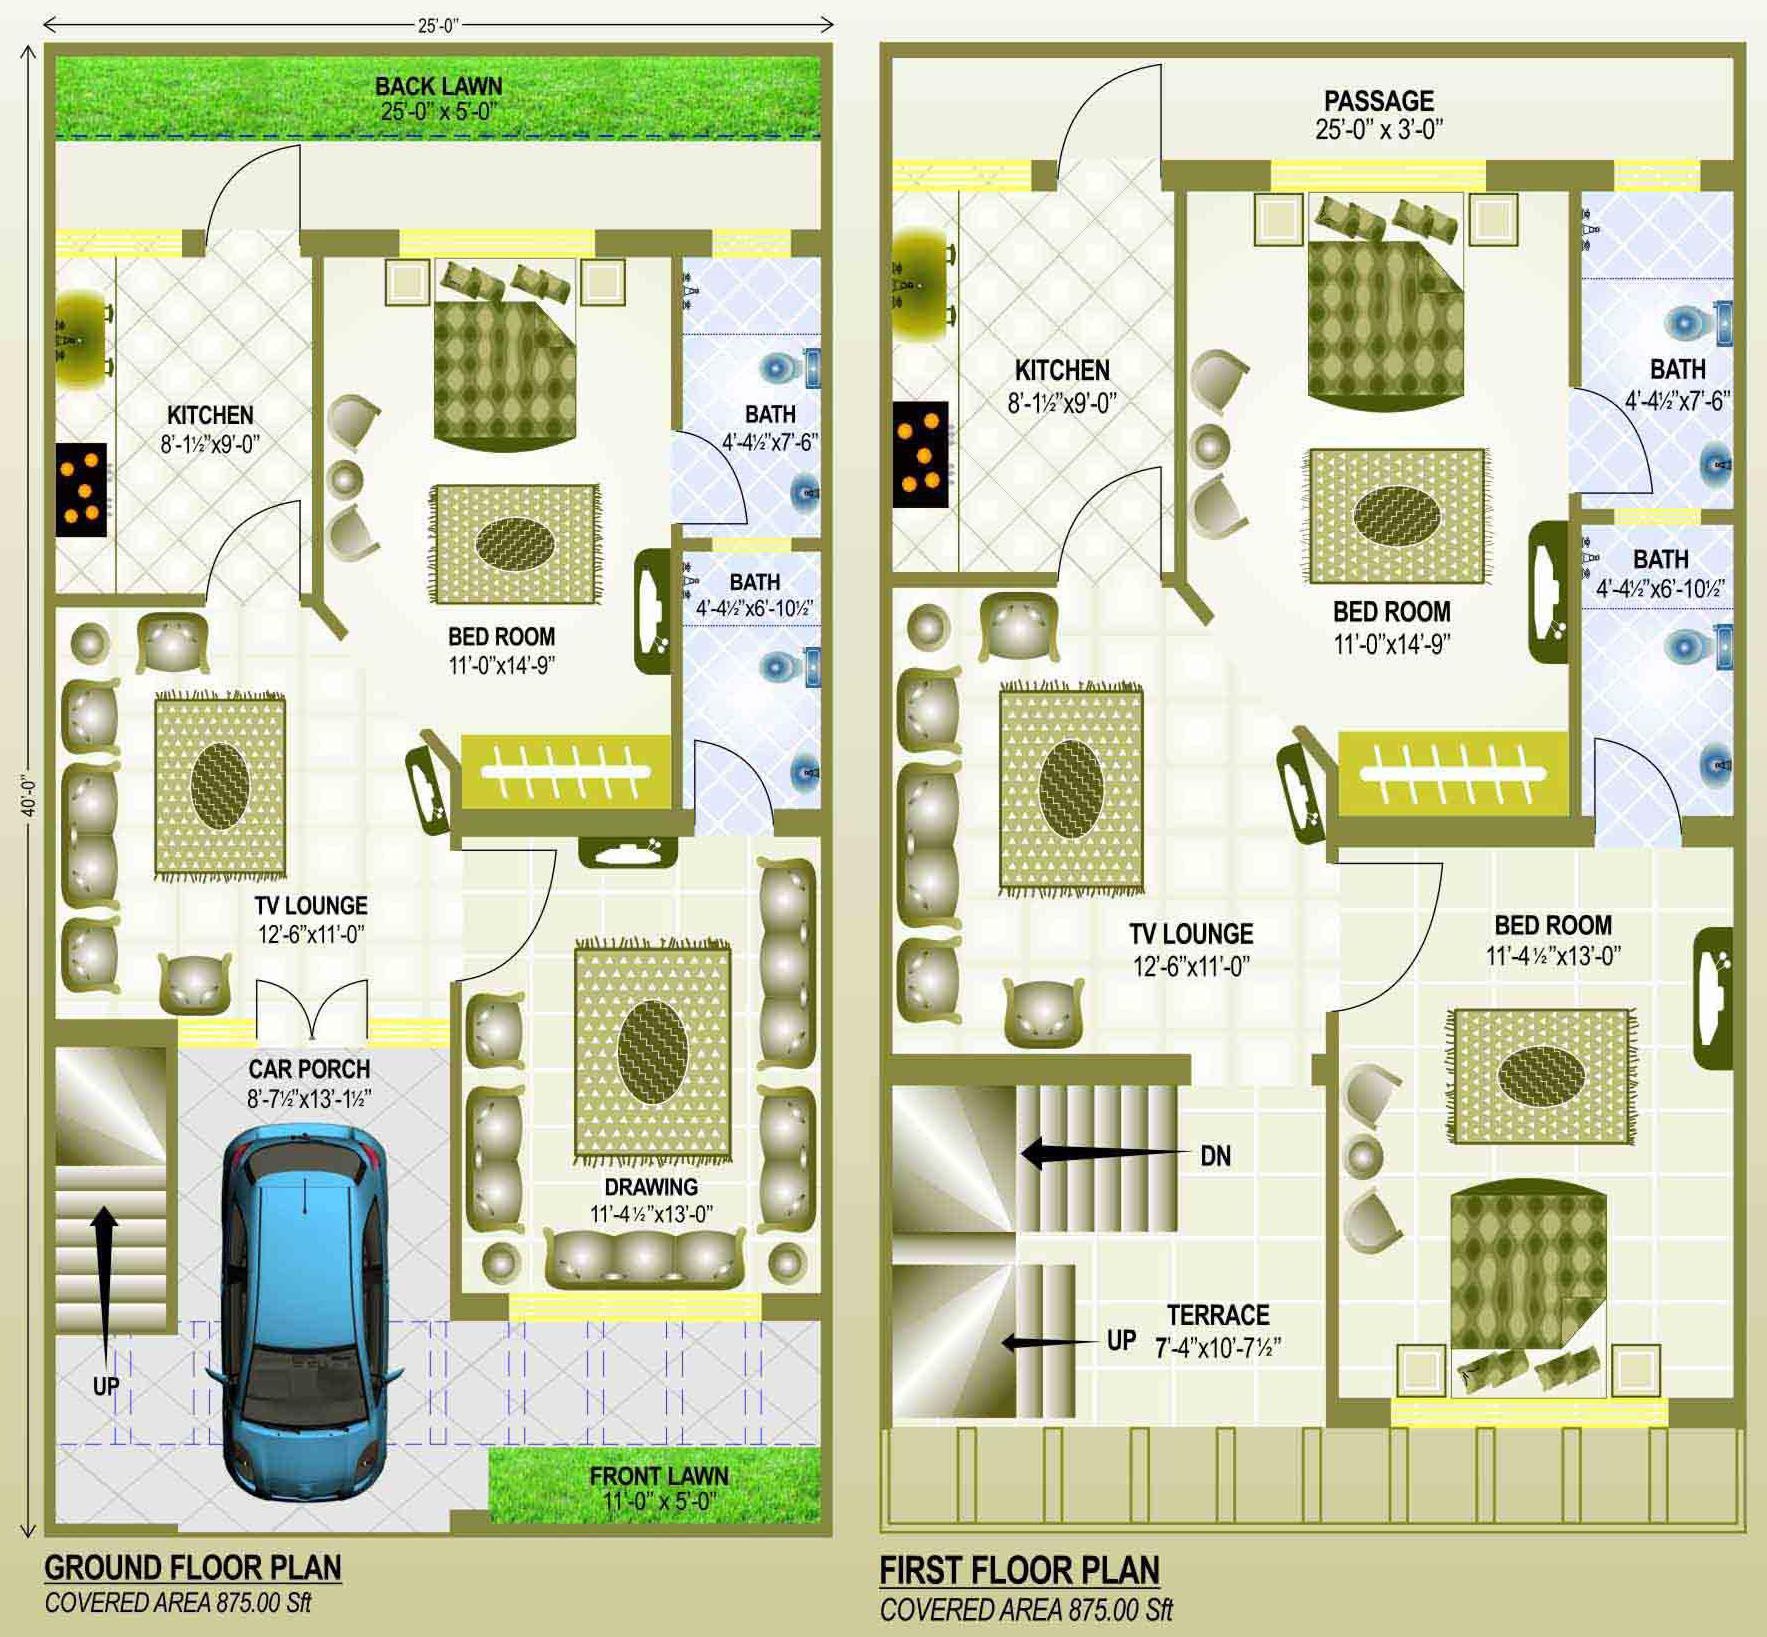 25'-0"
40'-0"
BACK LAWN
25'-0" x 5'-0"
KITCHEN
8'-1½"x9'-0"
BATH
4'-4½"x7'-6"
BATH
4'-4½"x6'-10½"
BED ROOM
11'-0"x14'-9"
TV LOUNGE
12'-6"x11'-0"
CAR PORCH
8'-7½"x13'-1½"
DRAWING
11'-4½"x13'-0"
UP
FRONT LAWN
11'-0" x 5'-0"
GROUND FLOOR PLAN
COVERED AREA 875.00 Sft
PASSAGE
25'-0" x 3'-0"
KITCHEN
8'-1½"x9'-0"
BATH
4'-4½"x7'-6"
BATH
4'-4½"x6'-10½"
BED ROOM
11'-0"x14'-9"
TV LOUNGE
12'-6"x11'-0"
BED ROOM
11'-4½"x13'-0"
DN
UP
TERRACE
7'-4"x10'-7½"
FIRST FLOOR PLAN
COVERED AREA 875.00 Sft